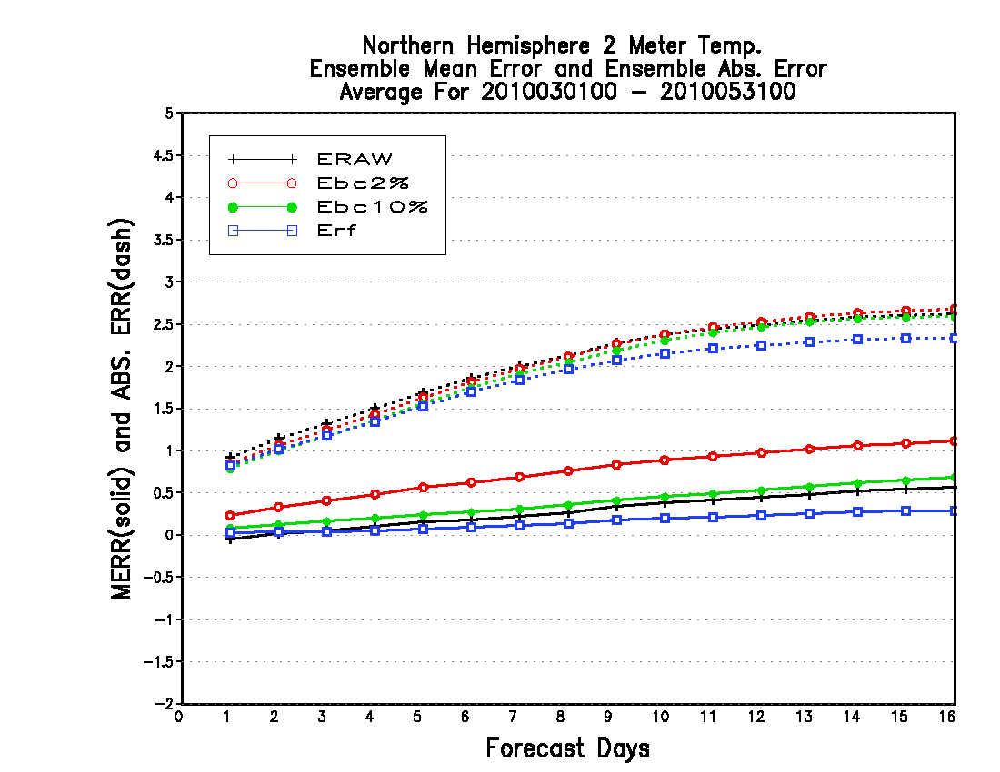 Northern Hemisphere 2 Meter Temp.
Ensemble Mean Error and Ensemble Abs. Error
Average For 2010030100 – 2010053100
MERR(solid) and ABS. ERR(dash)
5
4.5
4
3.5
3
2.5
2
1.5
1
0.5
0
−0.5
−1
−1.5
−2
ERAW
Ebc2%
Ebc10%
Erf
0 1 2 3 4 5 6 7 8 9 10 11 12 13 14 15 16
Forecast Days